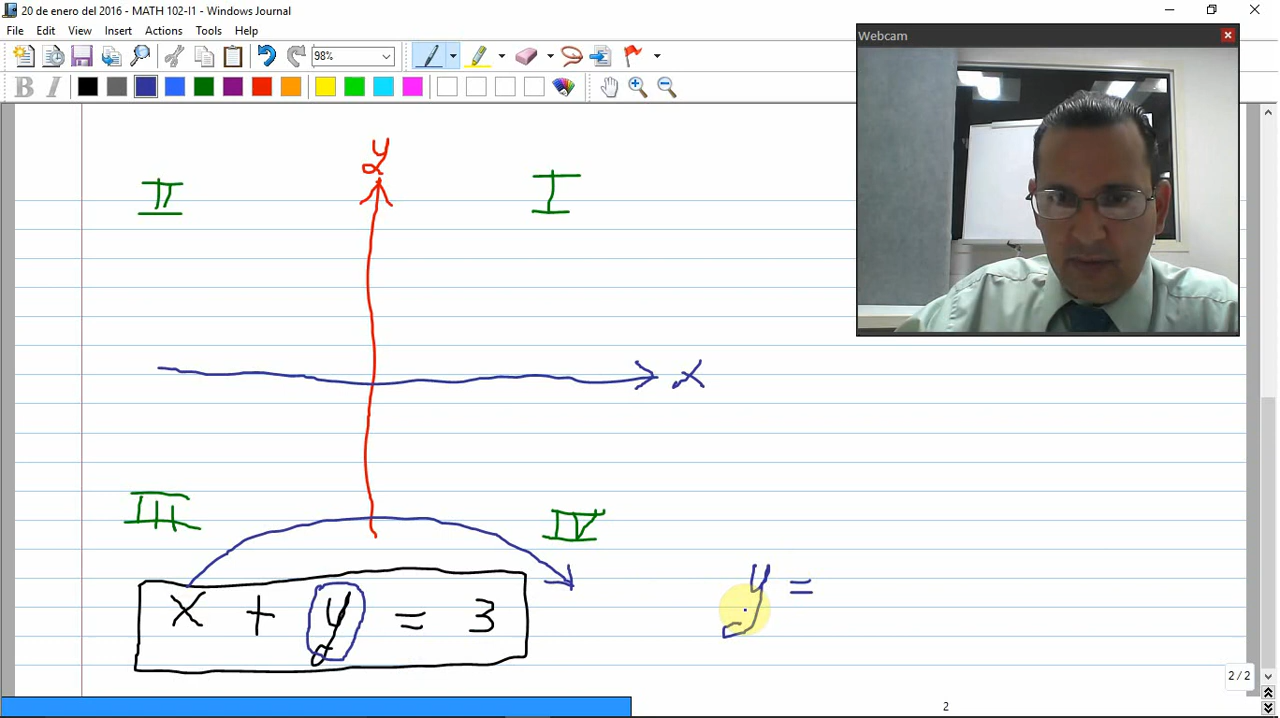 20 de enero del 2016 - MATH 102-I1 - Windows Journal
File Edit View Insert Actions Tools Help
98%
B I
Webcam
y
II
I
x
III
IV
x + y = 3
y =
2 / 2
2